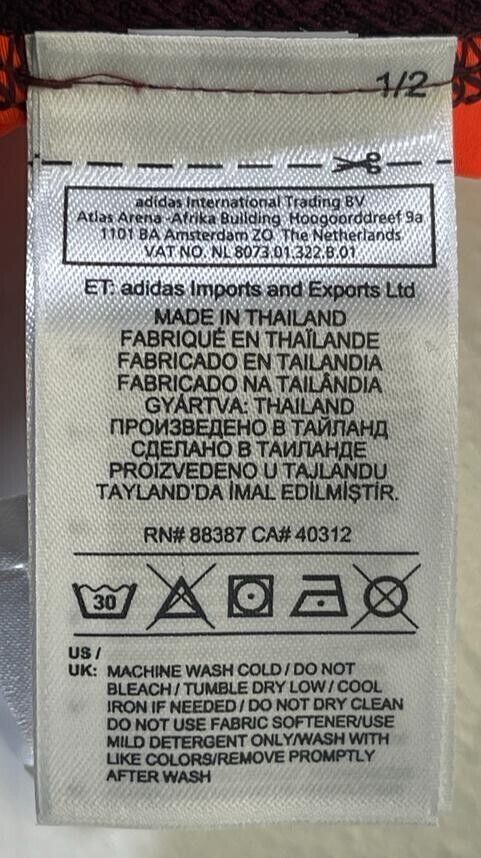 1/2
adidas International Trading BV
Atlas Arena -Afrika Building Hoogoorddreef 9a
1101 BA Amsterdam ZO The Netherlands
VAT NO. NL 8073.01.322.B.01
ET: adidas Imports and Exports Ltd
MADE IN THAILAND
FABRIQUÉ EN THAÏLANDE
FABRICADO EN TAILANDIA
FABRICADO NA TAILÂNDIA
GYÁRTVA: THAILAND
ПРОИЗВЕДЕНО В ТАЙЛАНД
СДЕЛАНО В ТАИЛАНДЕ
PROIZVEDENO U TAJLANDU
TAYLAND'DA İMAL EDİLMİŞTİR.
RN# 88387 CA# 40312
30
US /
UK: MACHINE WASH COLD / DO NOT
BLEACH / TUMBLE DRY LOW / COOL
IRON IF NEEDED / DO NOT DRY CLEAN
DO NOT USE FABRIC SOFTENER/USE
MILD DETERGENT ONLY/WASH WITH
LIKE COLORS/REMOVE PROMPTLY
AFTER WASH